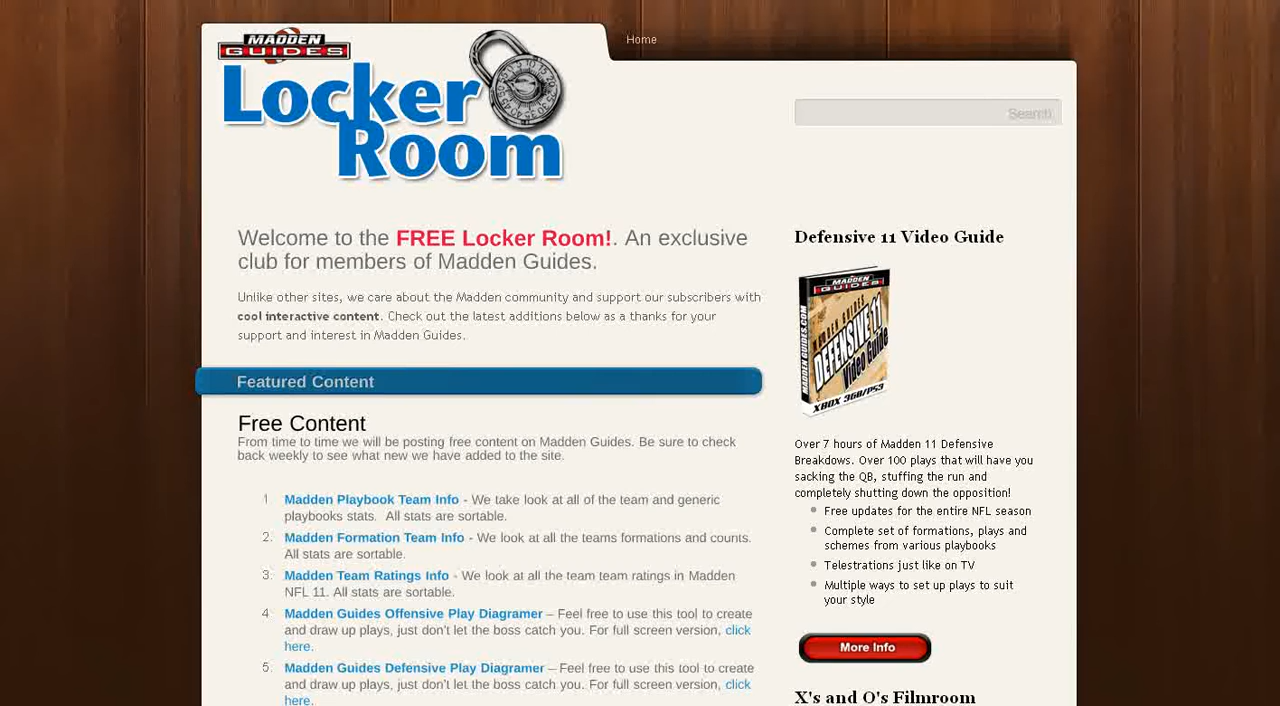 MADDEN
GUIDES
Locker
Room
Home
Search
Welcome to the FREE Locker Room!. An exclusive
club for members of Madden Guides.
Unlike other sites, we care about the Madden community and support our subscribers with
cool interactive content. Check out the latest additions below as a thanks for your
support and interest in Madden Guides.
Featured Content
Free Content
From time to time we will be posting free content on Madden Guides. Be sure to check
back weekly to see what new we have added to the site.
1. Madden Playbook Team Info - We take look at all of the team and generic
playbooks stats. All stats are sortable.
2. Madden Formation Team Info - We look at all the teams formations and counts.
All stats are sortable.
3. Madden Team Ratings Info - We look at all the team team ratings in Madden
NFL 11. All stats are sortable.
4. Madden Guides Offensive Play Diagramer – Feel free to use this tool to create
and draw up plays, just don't let the boss catch you. For full screen version, click
here.
5. Madden Guides Defensive Play Diagramer – Feel free to use this tool to create
and draw up plays, just don't let the boss catch you. For full screen version, click
here.
Defensive 11 Video Guide
MADDEN
GUIDES
MADDEN GUIDES.COM
MADDEN GUIDES
DEFENSIVE 11
Video Guide
XBOX 360/PS3
Over 7 hours of Madden 11 Defensive
Breakdowns. Over 100 plays that will have you
sacking the QB, stuffing the run and
completely shutting down the opposition!
Free updates for the entire NFL season
Complete set of formations, plays and
schemes from various playbooks
Telestrations just like on TV
Multiple ways to set up plays to suit
your style
More Info
X's and O's Filmroom